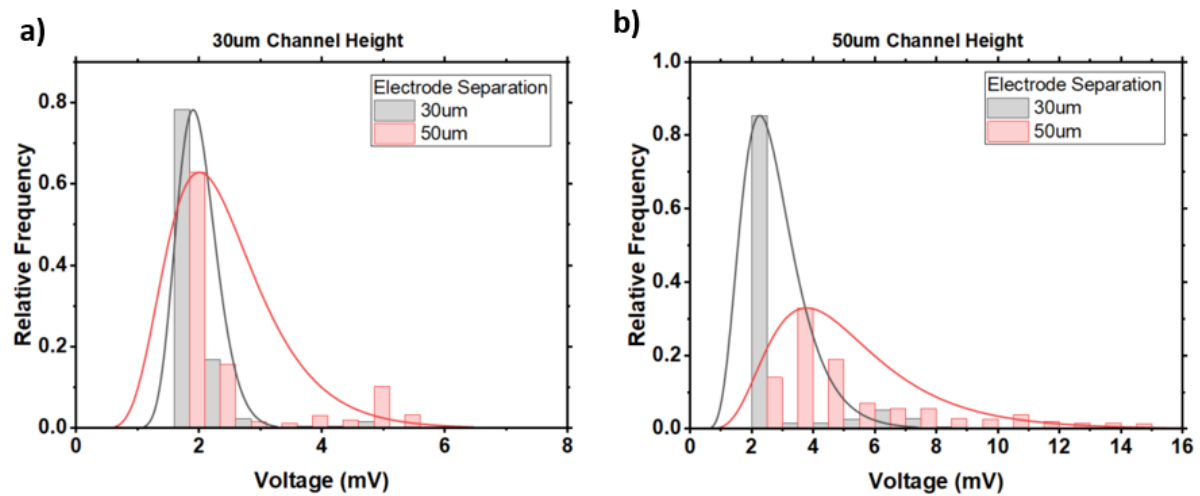 a)
30um Channel Height
Relative Frequency
0.8
0.6
0.4
0.2
0.0
0
2
4
6
8
Voltage (mV)
Electrode Separation
30um
50um
b)
50um Channel Height
Relative Frequency
1.0
0.8
0.6
0.4
0.2
0.0
0
2
4
6
8
10
12
14
16
Voltage (mV)
Electrode Separation
30um
50um